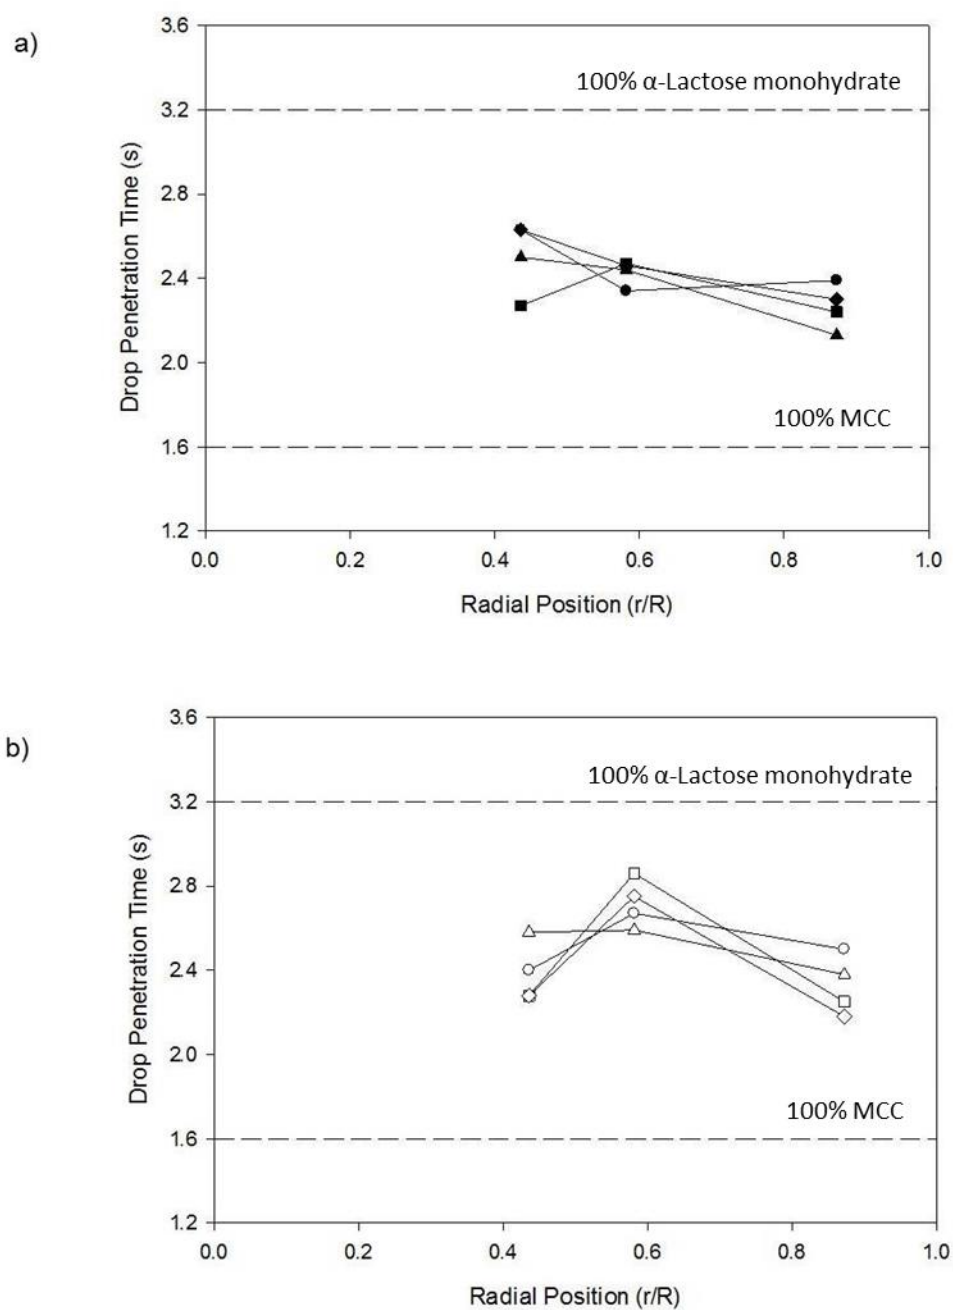 a)
3.6
100% α-Lactose monohydrate
3.2
2.8
Drop Penetration Time (s)
2.4
2.0
100% MCC
1.6
1.2
0.0 0.2 0.4 0.6 0.8 1.0
Radial Position (r/R)
b)
3.6
100% α-Lactose monohydrate
3.2
2.8
Drop Penetration Time (s)
2.4
2.0
100% MCC
1.6
1.2
0.0 0.2 0.4 0.6 0.8 1.0
Radial Position (r/R)